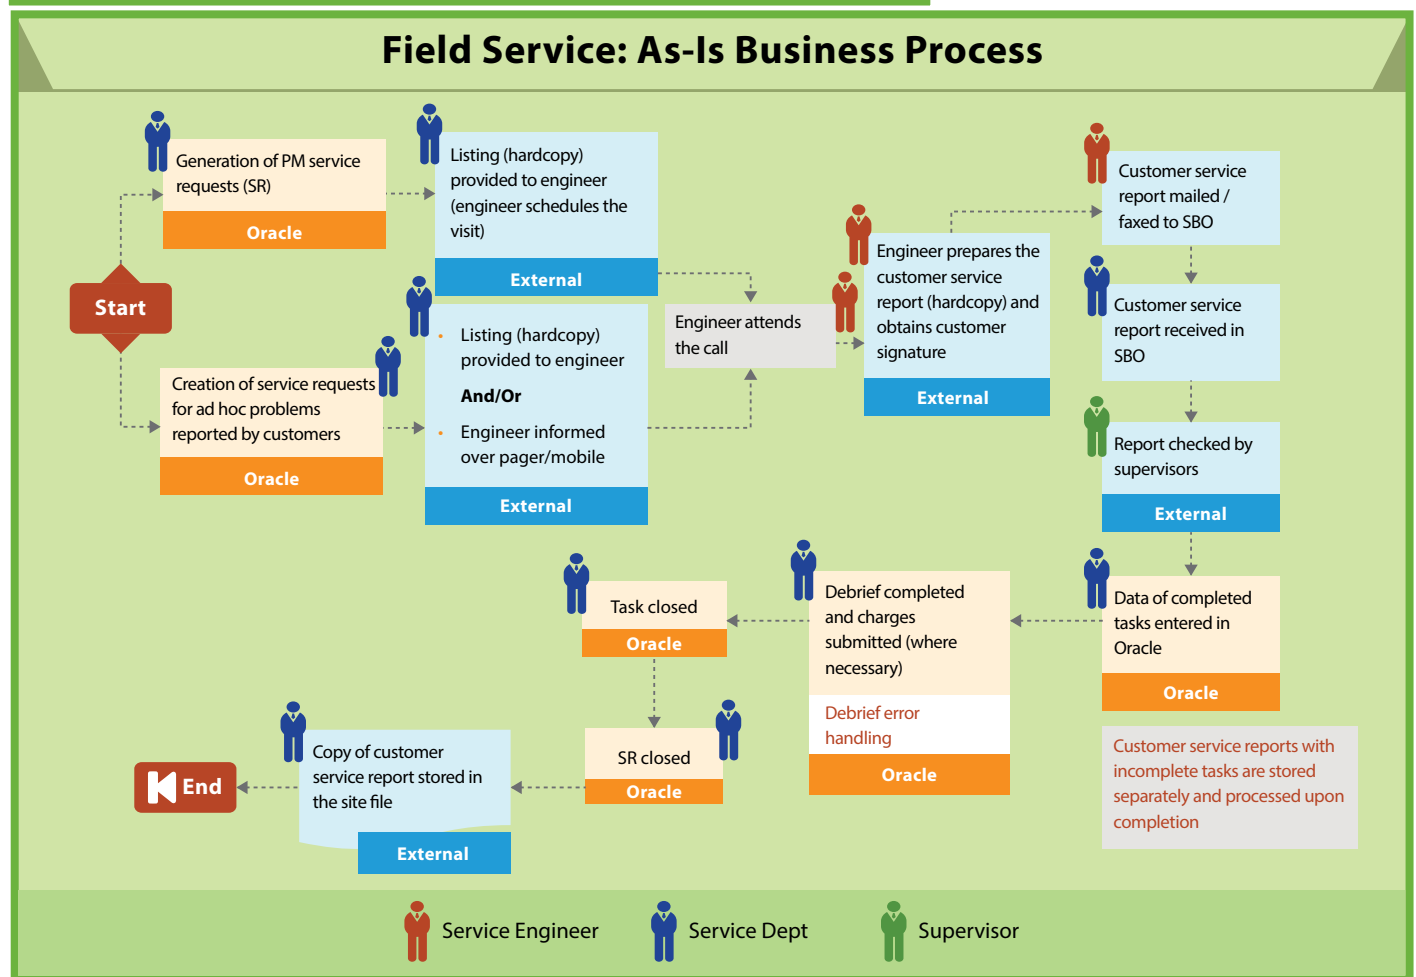 Field Service: As-Is Business Process
Generation of PM service
requests (SR)
Oracle
Listing (hardcopy)
provided to engineer
(engineer schedules the
visit)
External
Start
Creation of service requests
for ad hoc problems
reported by customers
Oracle
• Listing (hardcopy)
provided to engineer
And/Or
• Engineer informed
over pager/mobile
External
Engineer attends
the call
Engineer prepares the
customer service
report (hardcopy) and
obtains customer
signature
External
Customer service
report mailed /
faxed to SBO
Customer service
report received in
SBO
Report checked by
supervisors
External
Data of completed
tasks entered in
Oracle
Oracle
Customer service reports with
incomplete tasks are stored
separately and processed upon
completion
Debrief completed
and charges
submitted (where
necessary)
Debrief error
handling
Oracle
Task closed
Oracle
SR closed
Oracle
Copy of customer
service report stored in
the site file
External
End
Service Engineer
Service Dept
Supervisor